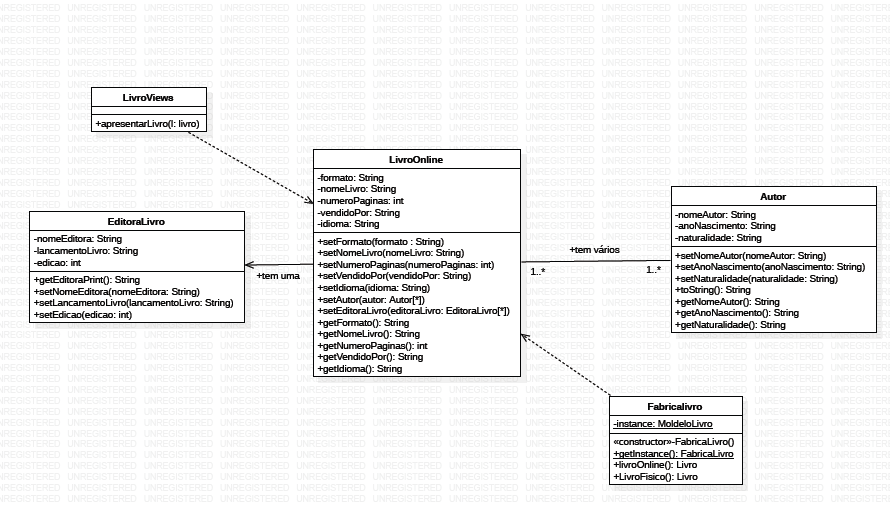 LivroViews
+apresentarLivro(l: livro)
LivroOnline
-formato: String
-nomeLivro: String
-numeroPaginas: int
-vendidoPor: String
-idioma: String
+setFormato(formato : String)
+setNomeLivro(nomeLivro: String)
+setNumeroPaginas(numeroPaginas: int)
+setVendidoPor(vendidoPor: String)
+setIdioma(idioma: String)
+setAutor(autor: Autor[*])
+setEditoraLivro(editoraLivro: EditoraLivro[*])
+getFormato(): String
+getNomeLivro(): String
+getNumeroPaginas(): int
+getVendidoPor(): String
+getIdioma(): String
EditoraLivro
-nomeEditora: String
-lancamentoLivro: String
-edicao: int
+getEditoraPrint(): String
+setNomeEditora(nomeEditora: String)
+setLancamentoLivro(lancamentoLivro: String)
+setEdicao(edicao: int)
+tem uma
+tem vários
1..*
1..*
Autor
-nomeAutor: String
-anoNascimento: String
-naturalidade: String
+setNomeAutor(nomeAutor: String)
+setAnoNascimento(anoNascimento: String)
+setNaturalidade(naturalidade: String)
+toString(): String
+getNomeAutor(): String
+getAnoNascimento(): String
+getNaturalidade(): String
Fabricalivro
-instance: MoldeloLivro
«constructor»-FabricaLivro()
+getInstance(): FabricaLivro
+livroOnline(): Livro
+LivroFisico(): Livro